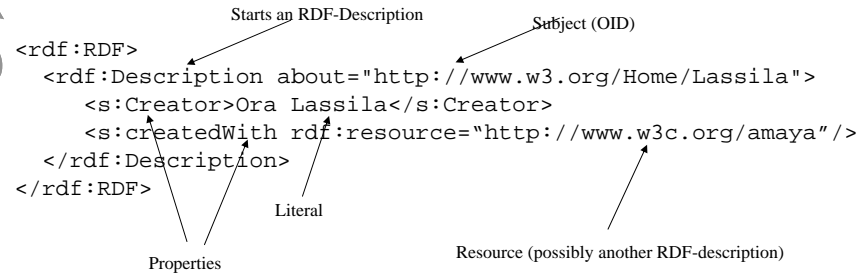 Starts an RDF-Description
Subject (OID)
<rdf:RDF>
<rdf:Description about="http://www.w3.org/Home/Lassila">
<s:Creator>Ora Lassila</s:Creator>
<s:createdWith rdf:resource=“http://www.w3c.org/amaya”/>
</rdf:Description>
</rdf:RDF>
Literal
Properties
Resource (possibly another RDF-description)